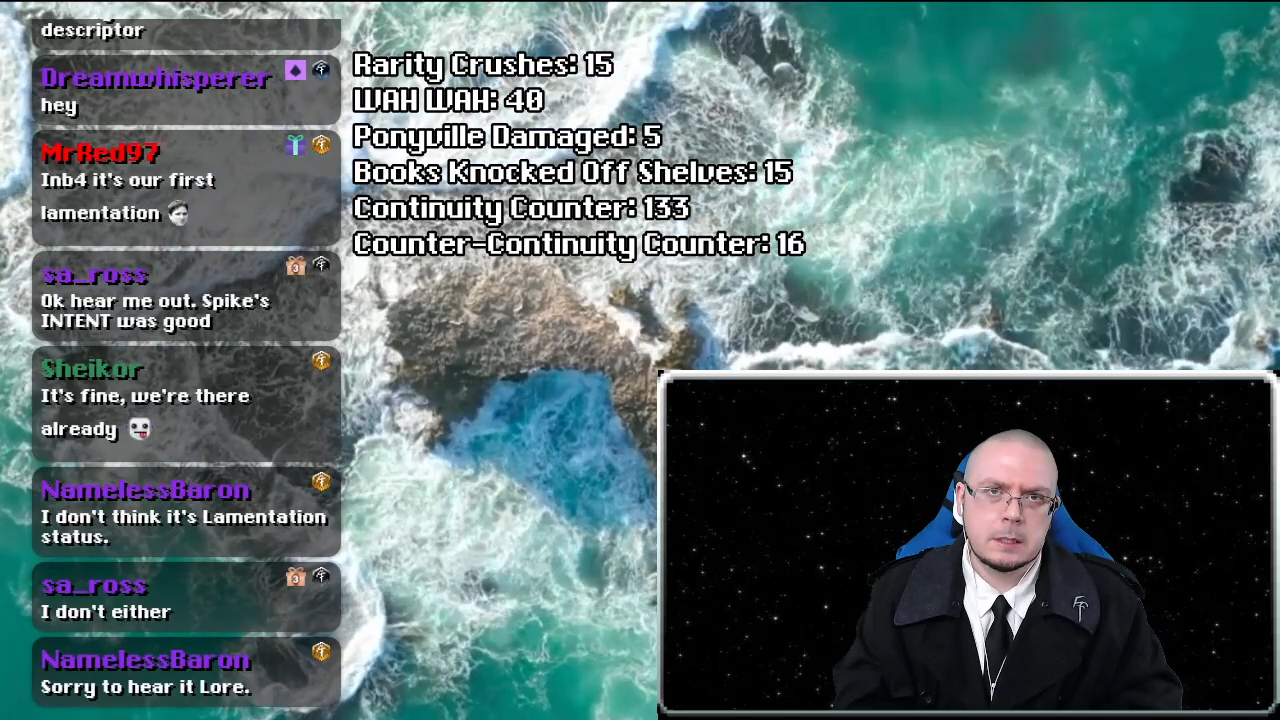 descriptor
Dreamwhisperer
hey
MrRed97
Inb4 it's our first
lamentation
sa_ross
Ok hear me out. Spike's
INTENT was good
Sheikor
It's fine, we're there
already
NamelessBaron
I don't think it's Lamentation
status.
sa_ross
I don't either
NamelessBaron
Sorry to hear it Lore.
Rarity Crushes: 15
WAH WAH: 40
Ponyville Damaged: 5
Books Knocked Off Shelves: 15
Continuity Counter: 133
Counter-Continuity Counter: 16